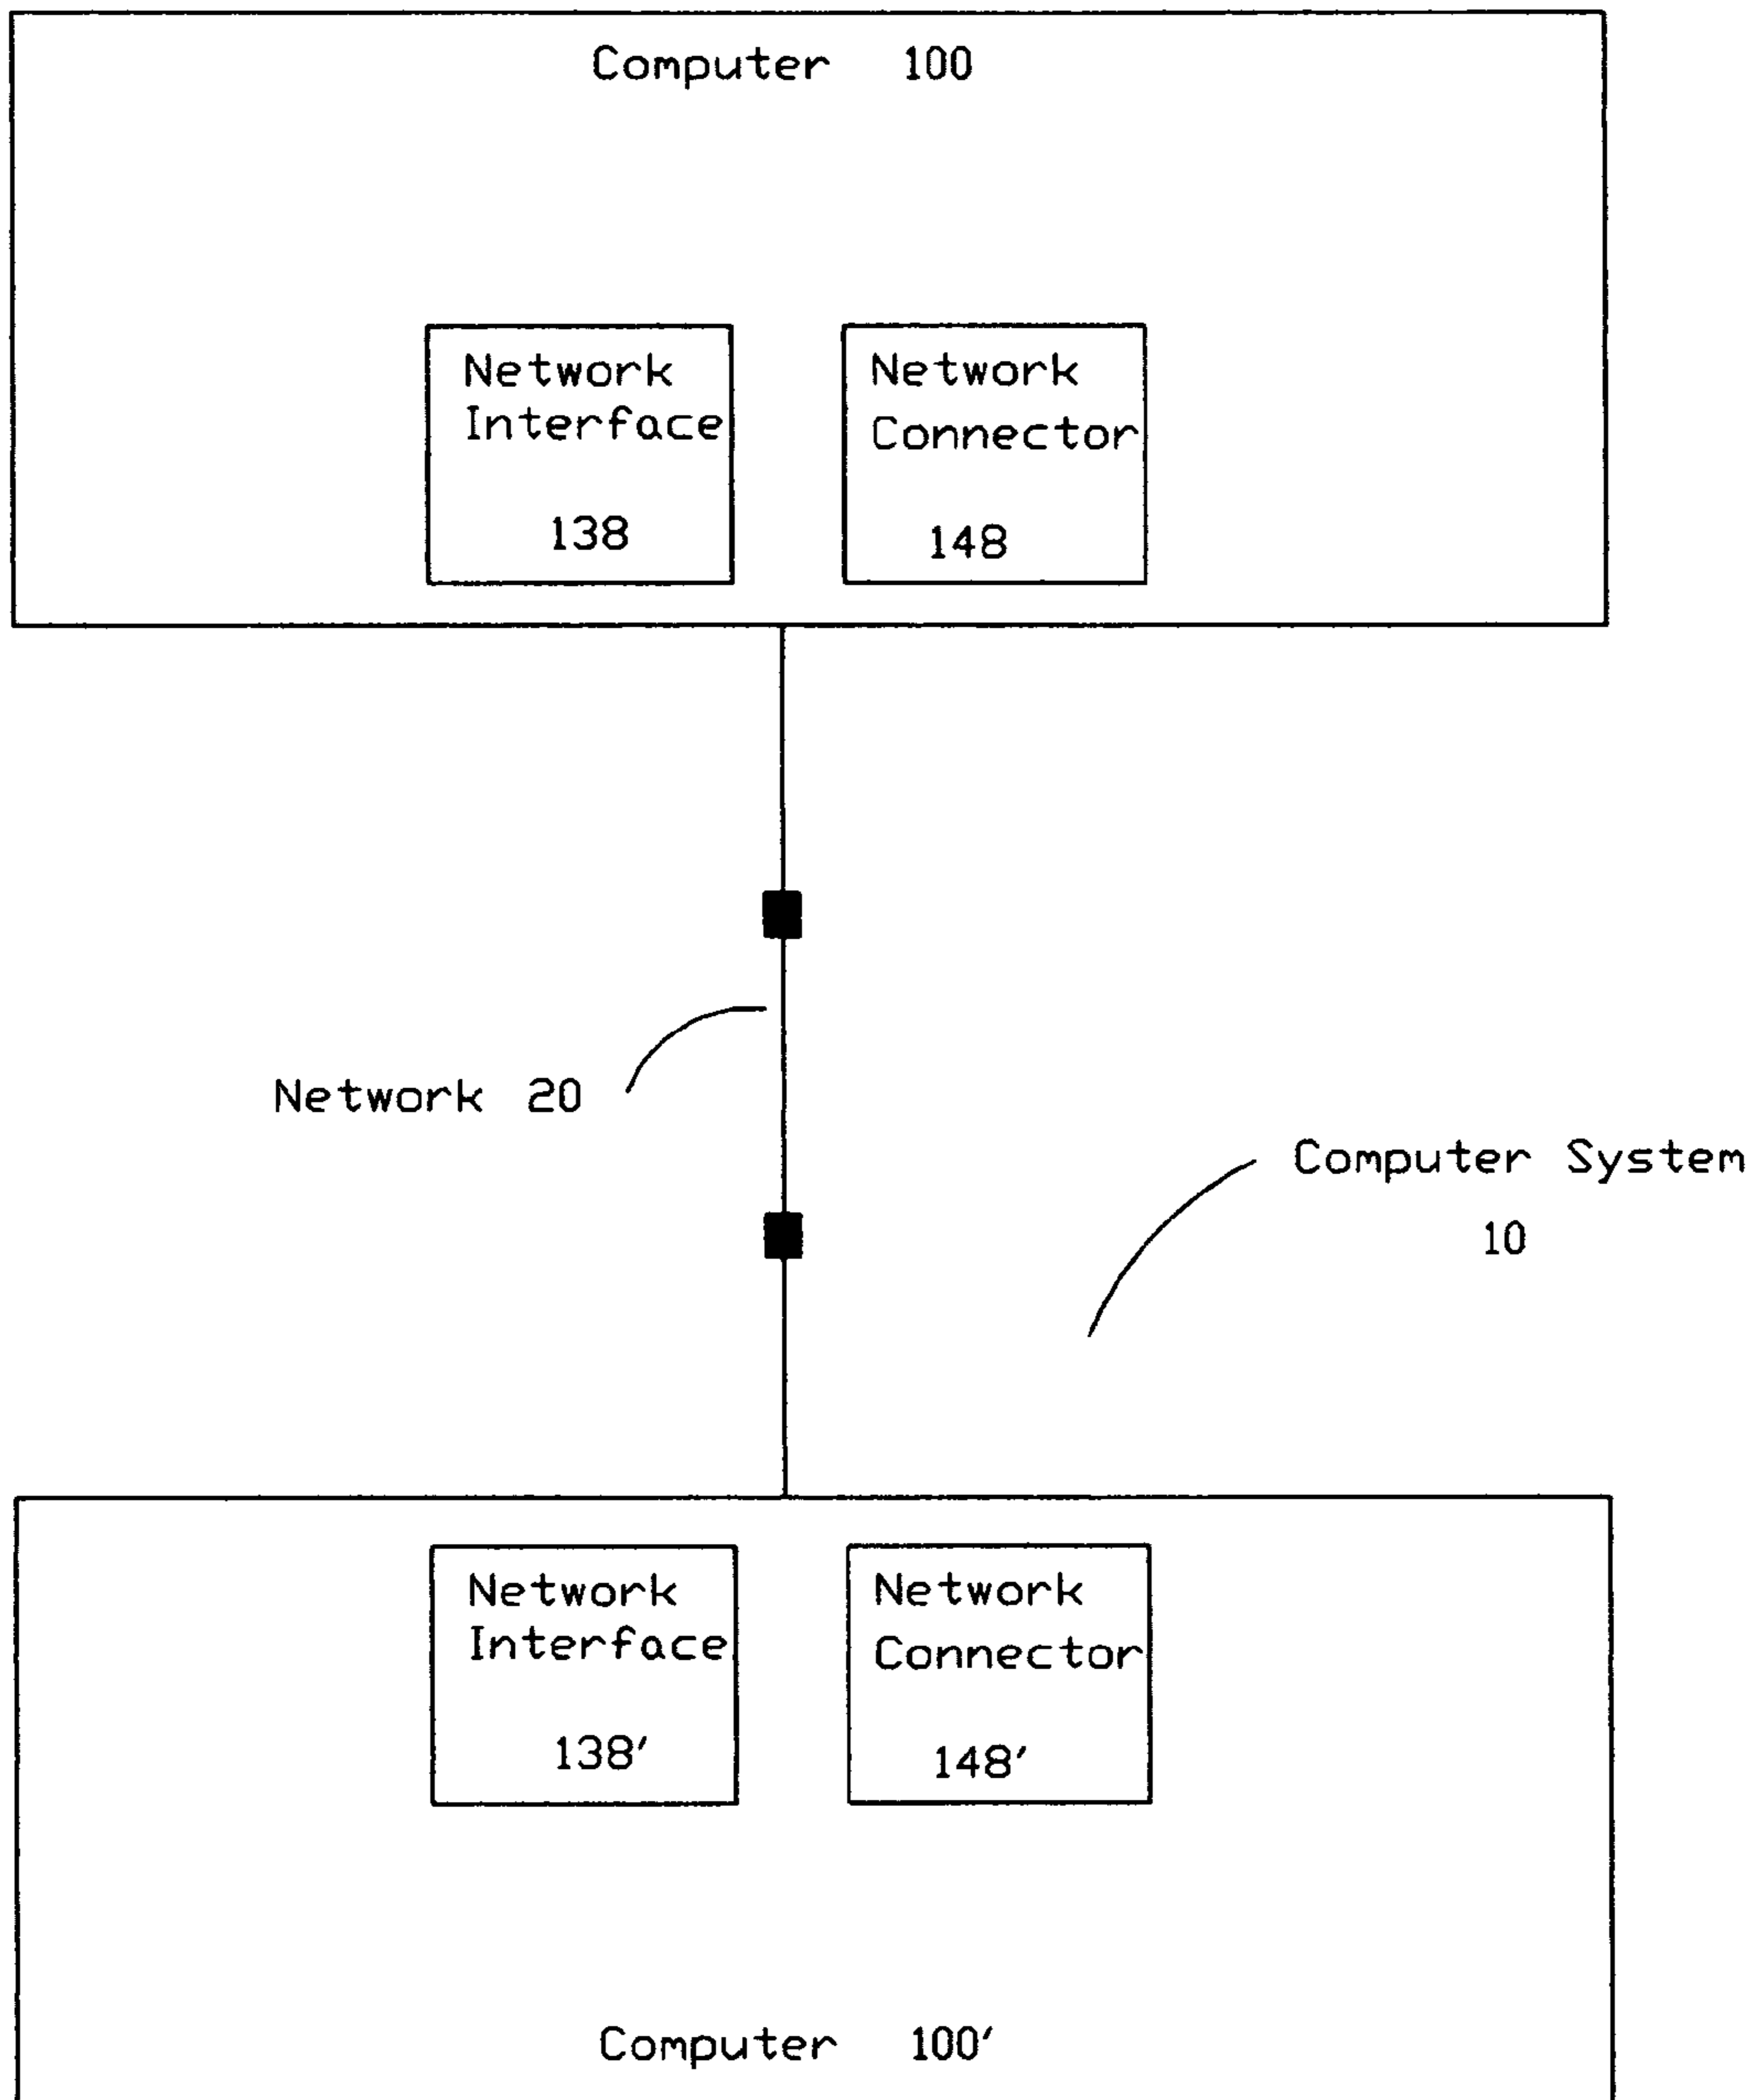 Computer 100
Network
Interface
138
Network
Connector
148
Network 20
Computer System
10
Network
Interface
138'
Network
Connector
148'
Computer 100'